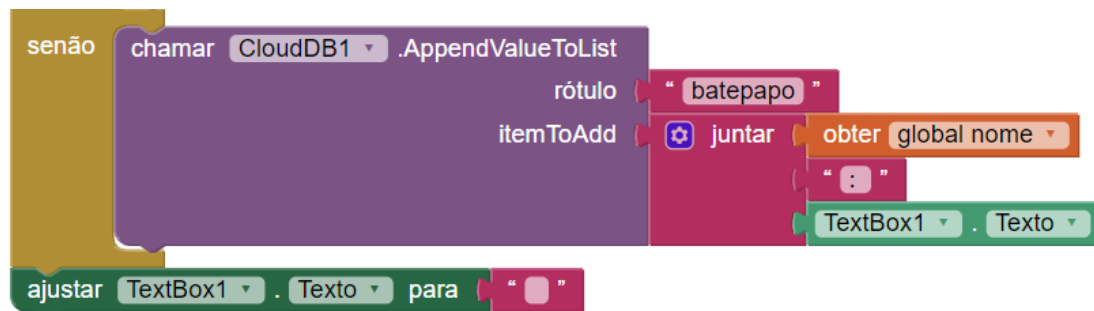 senão chamar CloudDB1 .AppendValueToList
rótulo " batepapo "
itemToAdd juntar obter global nome
" : "
TextBox1 . Texto
ajustar TextBox1 . Texto para " "